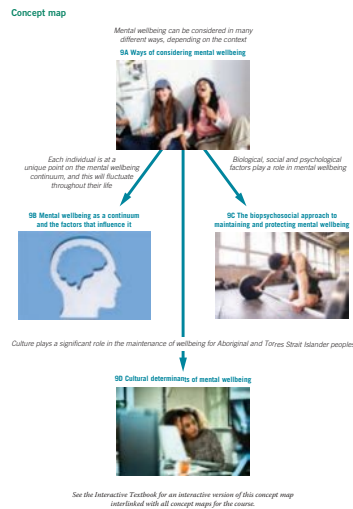 Concept map
Mental wellbeing can be considered in many
different ways, depending on the context
9A Ways of considering mental wellbeing
Each individual is at a
unique point on the mental wellbeing
continuum, and this will fluctuate
throughout their life
Biological, social and psychological
factors play a role in mental wellbeing
9B Mental wellbeing as a continuum
and the factors that influence it
9C The biopsychosocial approach to
maintaining and protecting mental wellbeing
Culture plays a significant role in the maintenance of wellbeing for Aboriginal and Torres Strait Islander peoples
9D Cultural determinants of mental wellbeing
See the Interactive Textbook for an interactive version of this concept map
interlinked with all concept maps for the course.